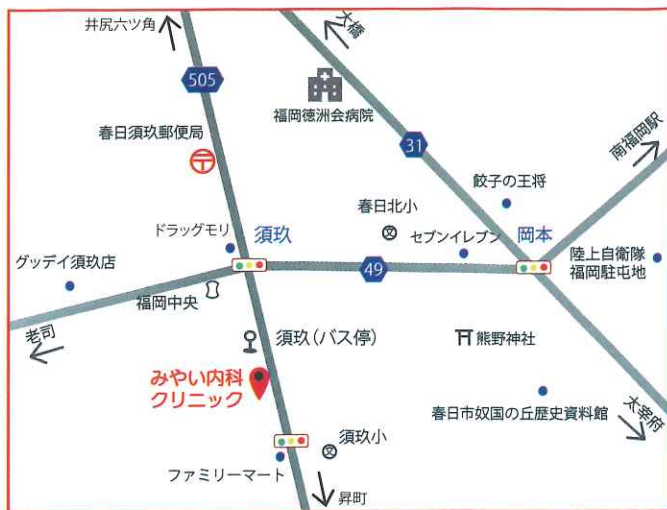 井尻六ツ角
大橋
505
福岡徳洲会病院
春日須玖郵便局
31
南福岡駅
餃子の王将
春日北小
ドラッグモリ
須玖
セブンイレブン
岡本
グッデイ須玖店
49
陸上自衛隊
福岡駐屯地
福岡中央
老司
須玖(バス停)
熊野神社
みやい内科
クリニック
春日市奴国の丘歴史資料館
太宰府
須玖小
ファミリーマート
昇町